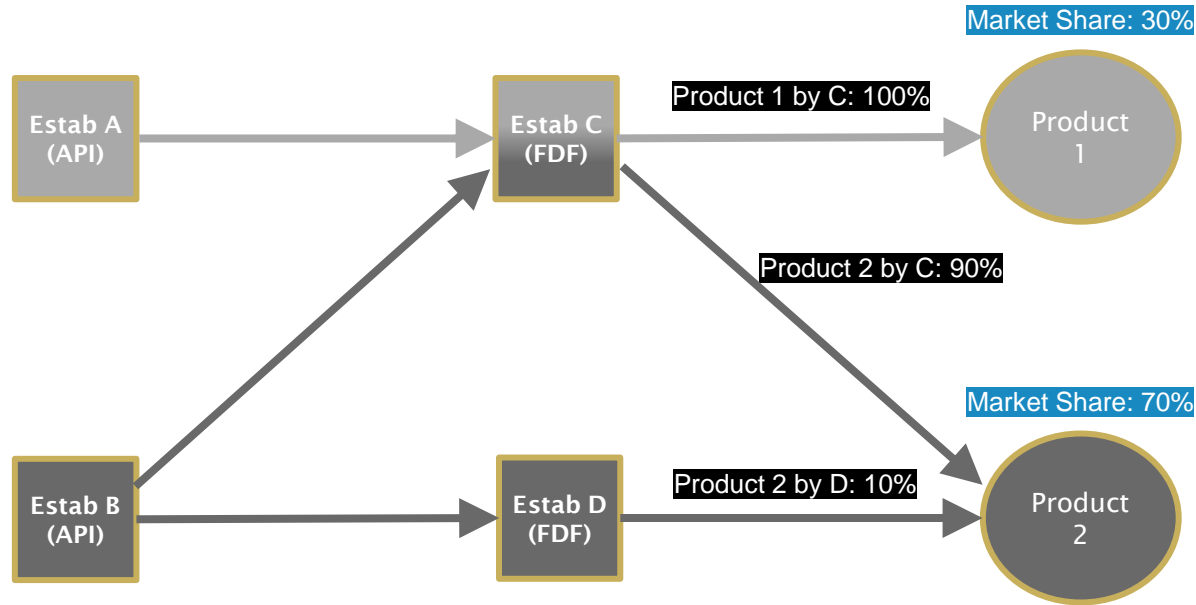 Market Share: 30%
Product 1 by C: 100%
Estab A
(API)
Estab C
(FDF)
Product
1
Product 2 by C: 90%
Market Share: 70%
Product 2 by D: 10%
Estab B
(API)
Estab D
(FDF)
Product
2